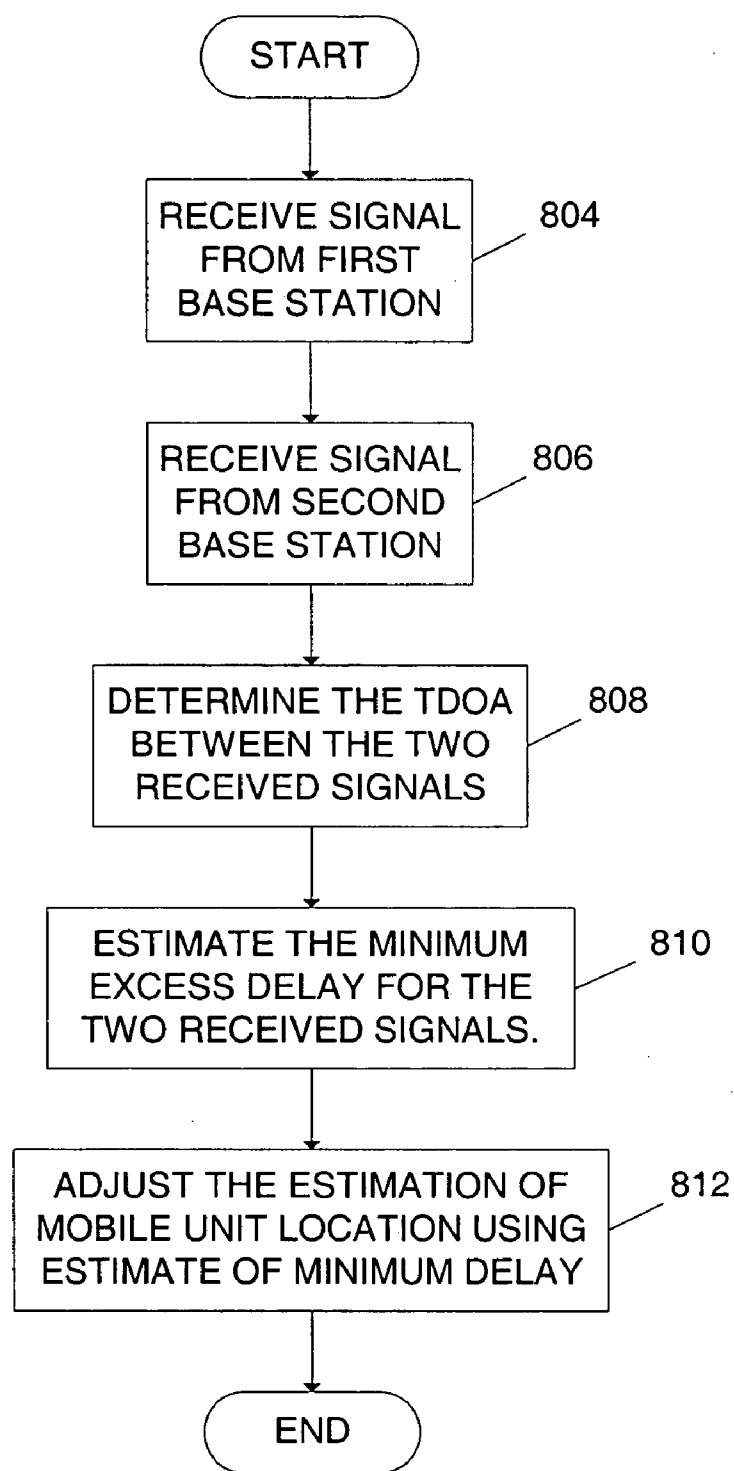 START
RECEIVE SIGNAL
FROM FIRST
BASE STATION
804
RECEIVE SIGNAL
FROM SECOND
BASE STATION
806
DETERMINE THE TDOA
BETWEEN THE TWO
RECEIVED SIGNALS
808
ESTIMATE THE MINIMUM
EXCESS DELAY FOR THE
TWO RECEIVED SIGNALS.
810
ADJUST THE ESTIMATION OF
MOBILE UNIT LOCATION USING
ESTIMATE OF MINIMUM DELAY
812
END